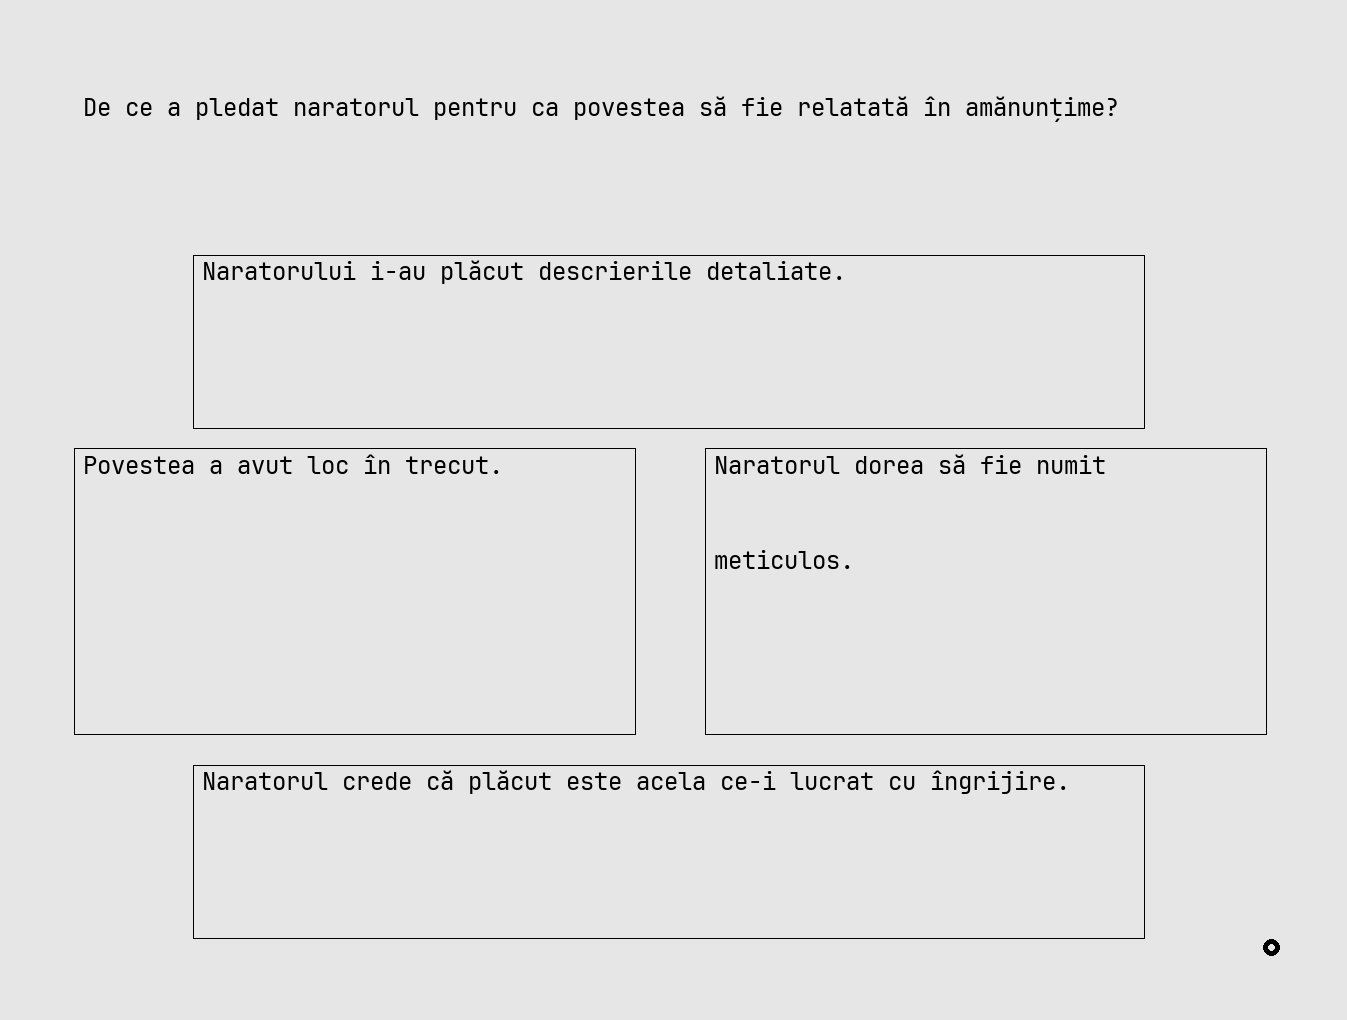 De ce a pledat naratorul pentru ca povestea să fie relatată în amănunțime?
Naratorului i-au plăcut descrierile detaliate.
Povestea a avut loc în trecut.
Naratorul dorea să fie numit
meticulos.
Naratorul crede că plăcut este acela ce-i lucrat cu îngrijire.